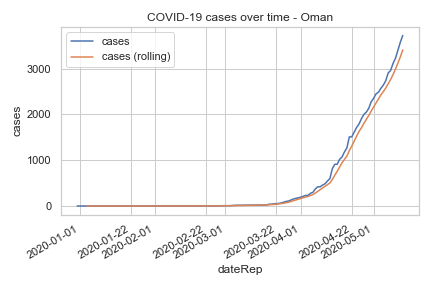 COVID-19 cases over time - Oman
cases
cases (rolling)
cases
3000
2000
1000
0
2020-01-01
2020-01-22
2020-02-01
2020-02-22
2020-03-01
2020-03-22
2020-04-01
2020-04-22
2020-05-01
dateRep